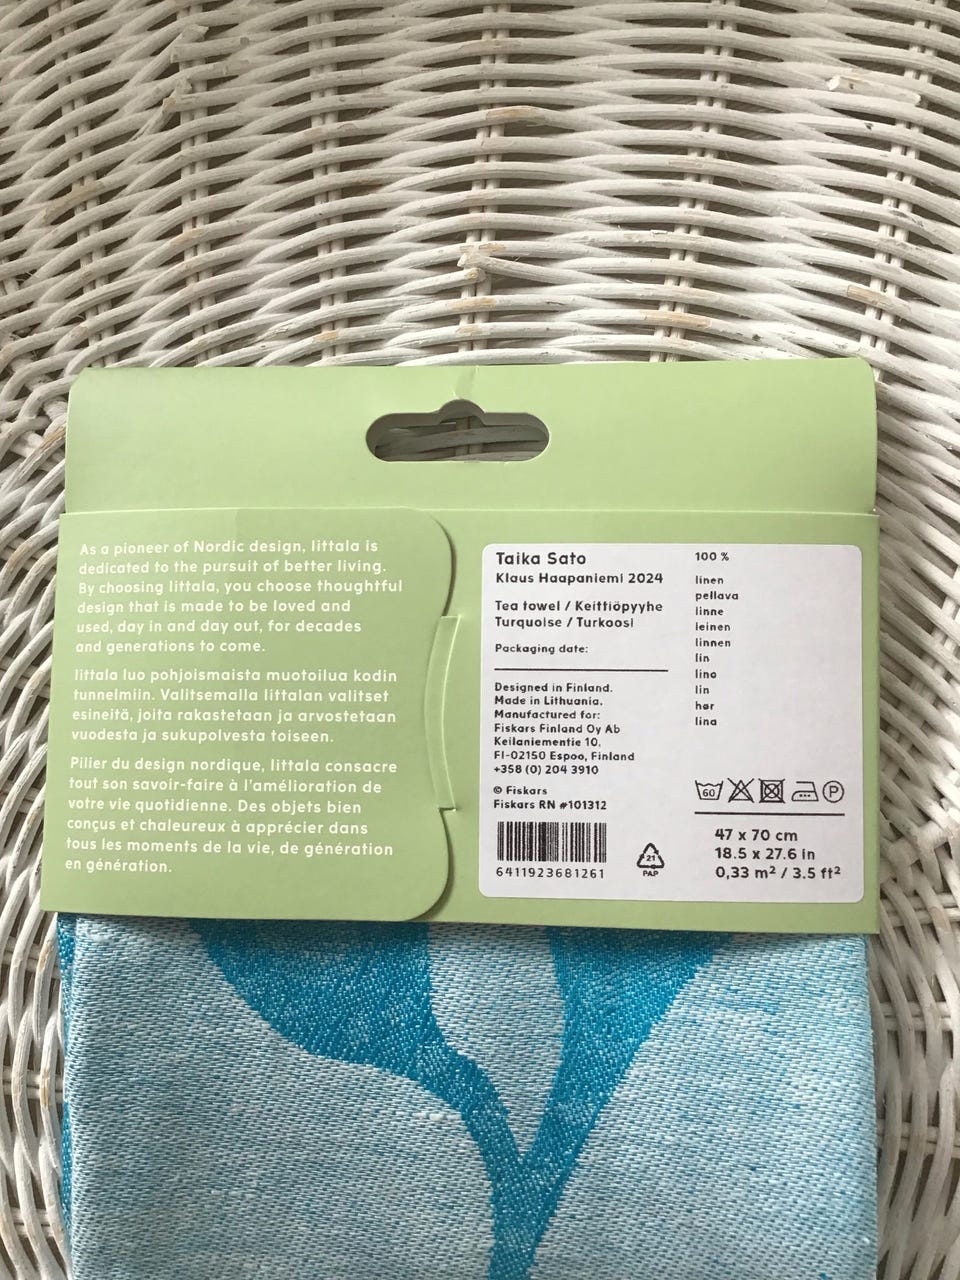 As a pioneer of Nordic design, Iittala is
dedicated to the pursuit of better living.
By choosing Iittala, you choose thoughtful
design that is made to be loved and
used, day in and day out, for decades
and generations to come.
Iittala luo pohjoismaista muotoilua kodin
tunnelmiin. Valitsemalla Iittalan valitset
esineitä, joita rakastetaan ja arvostetaan
vuodesta ja sukupolvesta toiseen.
Pilier du design nordique, Iittala consacre
tout son savoir-faire à l'amélioration de
votre vie quotidienne. Des objets bien
conçus et chaleureux à apprécier dans
tous les moments de la vie, de génération
en génération.
Taika Sato
Klaus Haapaniemi 2024
Tea towel / Keittiöpyyhe
Turquoise / Turkoosi
Packaging date:
Designed in Finland.
Made in Lithuania.
Manufactured for:
Fiskars Finland Oy Ab
Keilaniementie 10,
FI-02150 Espoo, Finland
+358 (0) 204 3910
© Fiskars
Fiskars RN #101312
6411923681261
21
PAP
100 %
linen
pellava
linne
leinen
linnen
lin
lino
lin
hør
lina
60
P
47 x 70 cm
18.5 x 27.6 in
0,33 m² / 3.5 ft²